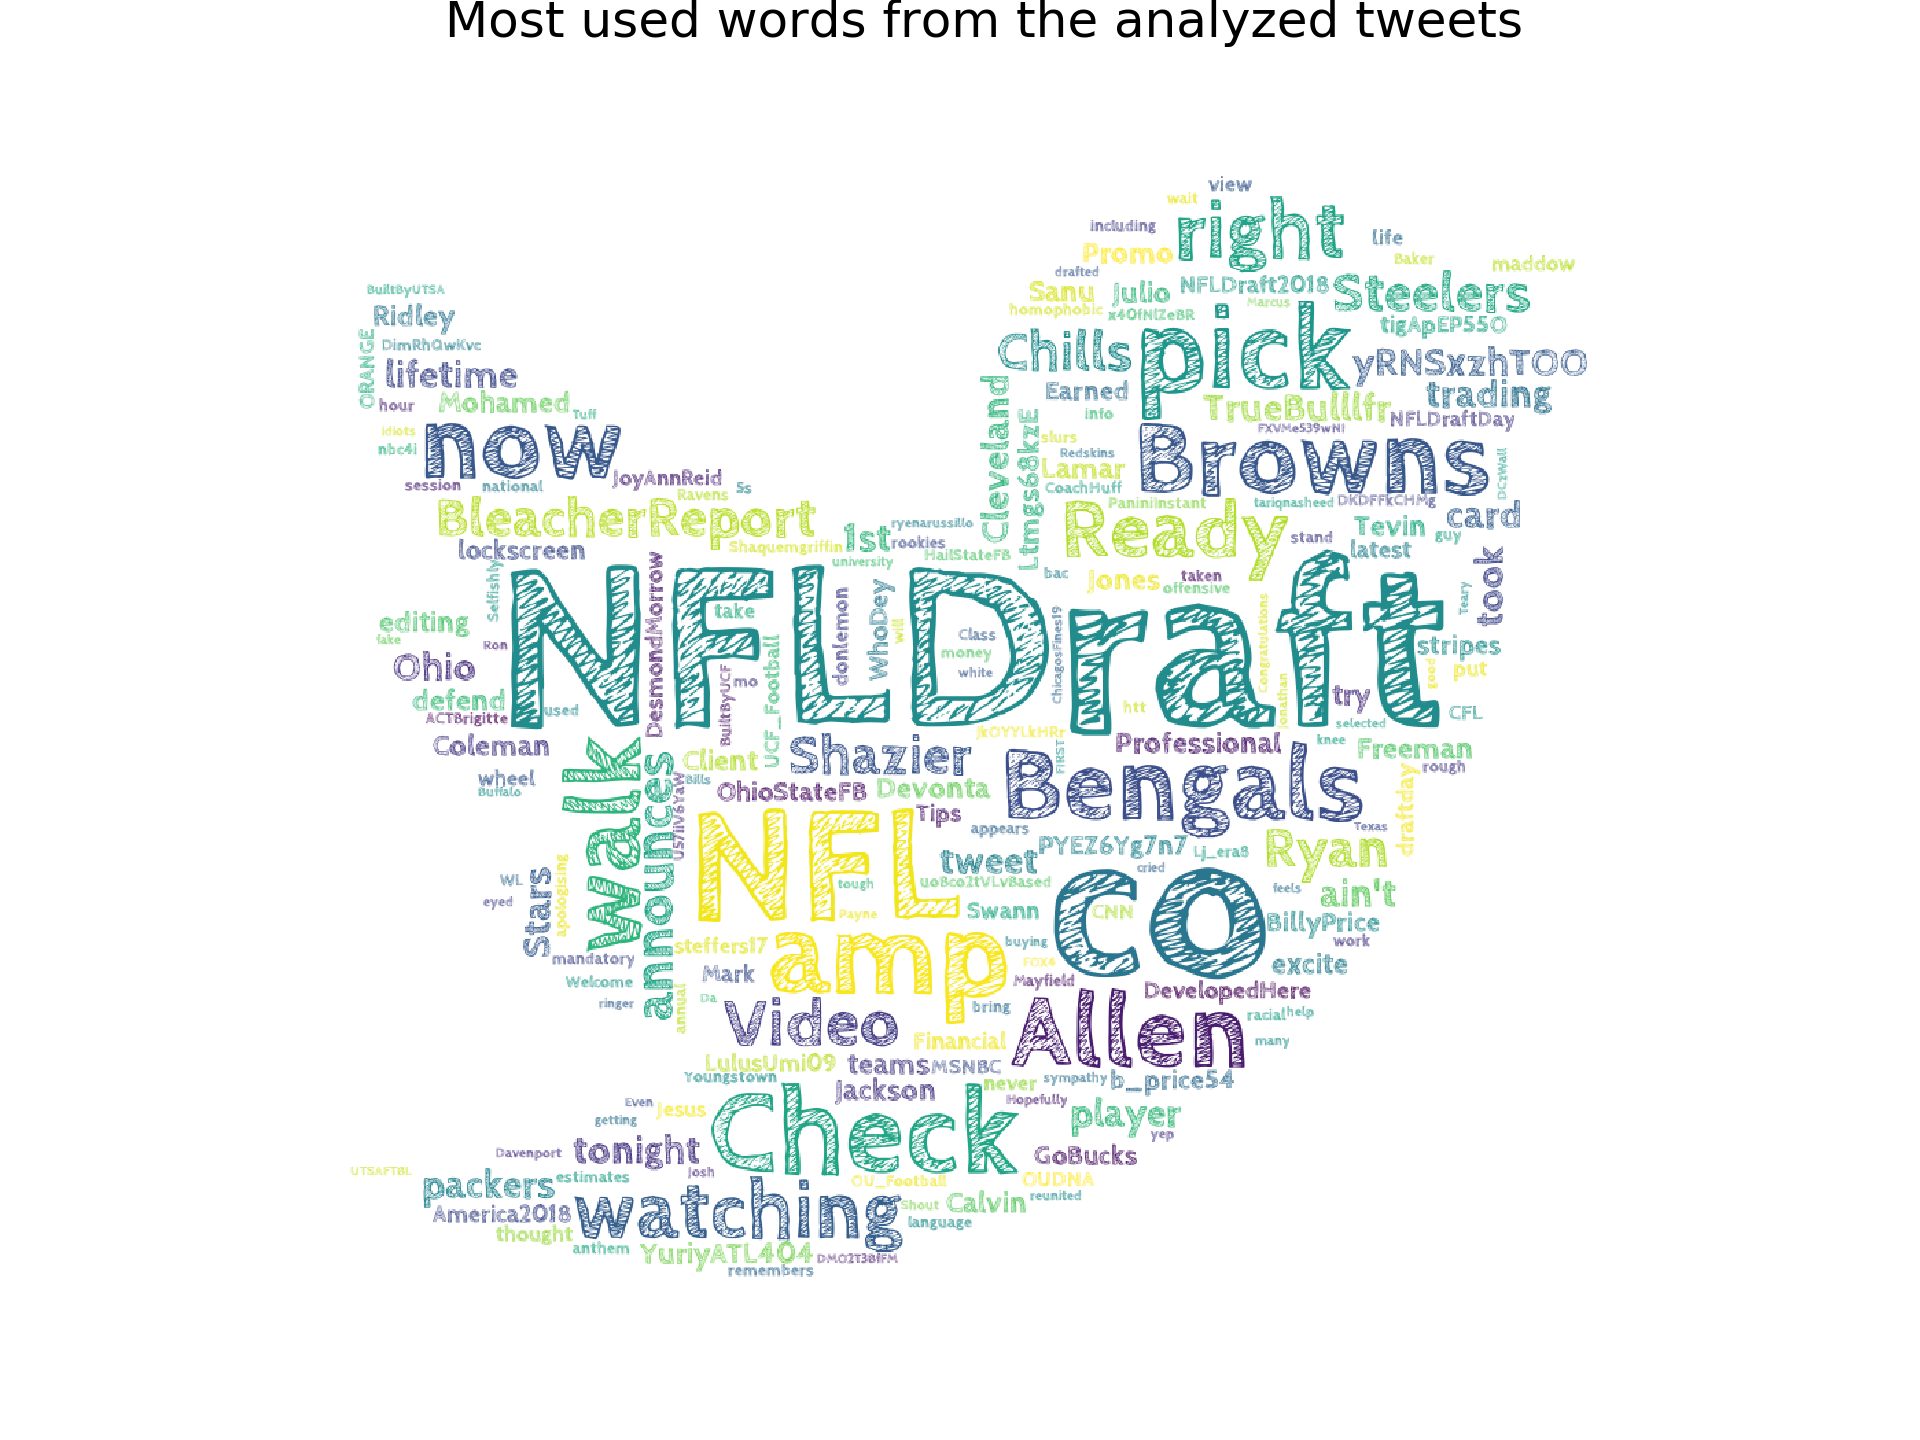 Most used words from the analyzed tweets
view
wait
right
including
life
Promo
Baker
maddow
drafted
NFLDraft2018
Steelers
BuiltByUTSA
Sanu
Julio
Marcus
homophobic
x4OfNlZeBR
tigApEP55O
Ridley
ORANGE
DimRhQwKvc
Chills
pick
yRNSxzhTOO
lifetime
Earned
trading
hour
Mohamed
Tuff
Cleveland
Ltmgs68kzE
info
TrueBullllfr
NFLDraftDay
idiots
now
slurs
FXVMe539wNI
nbc4i
Redskins
Browns
session
national
JoyAnnReid
Ravens
5s
Lamar
CoachHuff
PaniniInstant
tariqnasheed
DKDFFkCHMg
BleacherReport
1st
ryenarussillo
rookies
Ready
card
Tevin
guy
stand
latest
lockscreen
Shaquemgriffin
university
HailStateFB
bac
Jones
taken
offensive
took
Teary
Selfishly
DesmondMorrow
NFLDraft
editing
fake
take
donlemon
WhoDey
will
Class
money
white
ChicagosFines19
Congratulations
stripes
Ohio
Ron
UCF_Football
BuiltByUCF
mo
good
put
defend
used
htt
Jonathan
try
ACTBrigitte
selected
CFL
Coleman
walk
jkOYYLkHRr
FIRST
Professional
knee
Freeman
Client
Shazier
Bengals
rough
wheel
Buffalo
announces
Bills
OhioStateFB
Devonta
draftday
Tips
NFL
appears
Texas
PYEZ6Yg7n7
Lj_era8
Ryan
tweet
cried
WL
Stars
apologising
tough
uoBco2tVLvBased
co
feels
ain't
eyed
Payne
Swann
CNN
BillyPrice
steffers17
amp
buying
work
mandatory
Mark
FOX4
excite
Welcome
Mayfield
DevelopedHere
ringer
annual
Da
bring
Allen
racial
help
Video
Financial
many
LulusUmi09
teams
MSNBC
Youngstown
Jackson
never
sympathy
b_price54
Even
Jesus
Check
Hopefully
player
getting
yep
Davenport
tonight
GoBucks
UTSAFTBL
estimates
Josh
OU_Football
OUDNA
packers
watching
Shout
Calvin
reunited
America2018
language
thought
anthem
YuriyATL404
DMO2T3BIFM
remembers